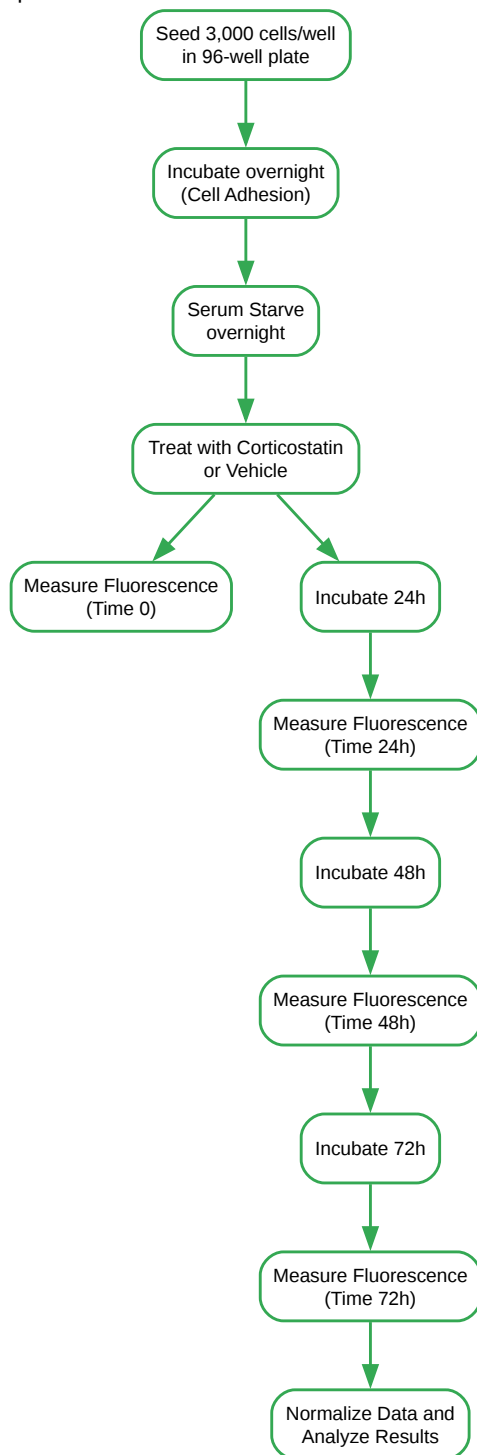 Seed 3,000 cells/well
in 96-well plate
Incubate overnight
(Cell Adhesion)
Serum Starve
overnight
Treat with Corticostatin
or Vehicle
Measure Fluorescence
(Time 0)
Incubate 24h
Measure Fluorescence
(Time 24h)
Incubate 48h
Measure Fluorescence
(Time 48h)
Incubate 72h
Measure Fluorescence
(Time 72h)
Normalize Data and
Analyze Results